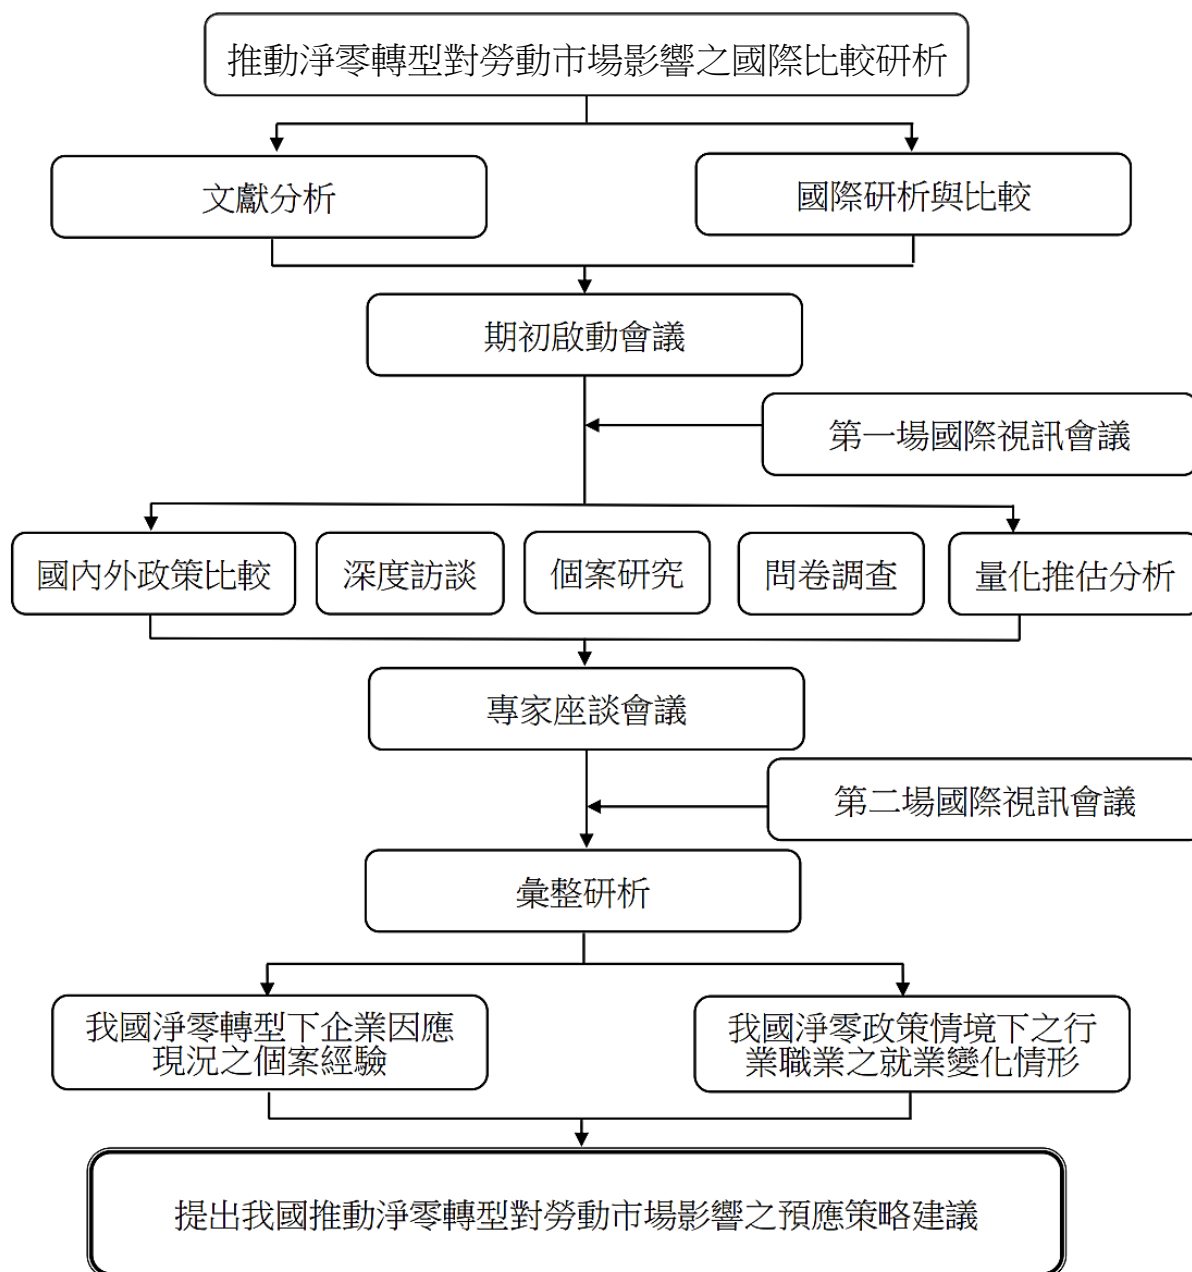 推動淨零轉型對勞動市場影響之國際比較研析
文獻分析
國際研析與比較
期初啟動會議
第一場國際視訊會議
國內外政策比較
深度訪談
個案研究
問卷調查
量化推估分析
專家座談會議
第二場國際視訊會議
彙整研析
我國淨零轉型下企業因應
現況之個案經驗
我國淨零政策情境下之行
業職業之就業變化情形
提出我國推動淨零轉型對勞動市場影響之預應策略建議